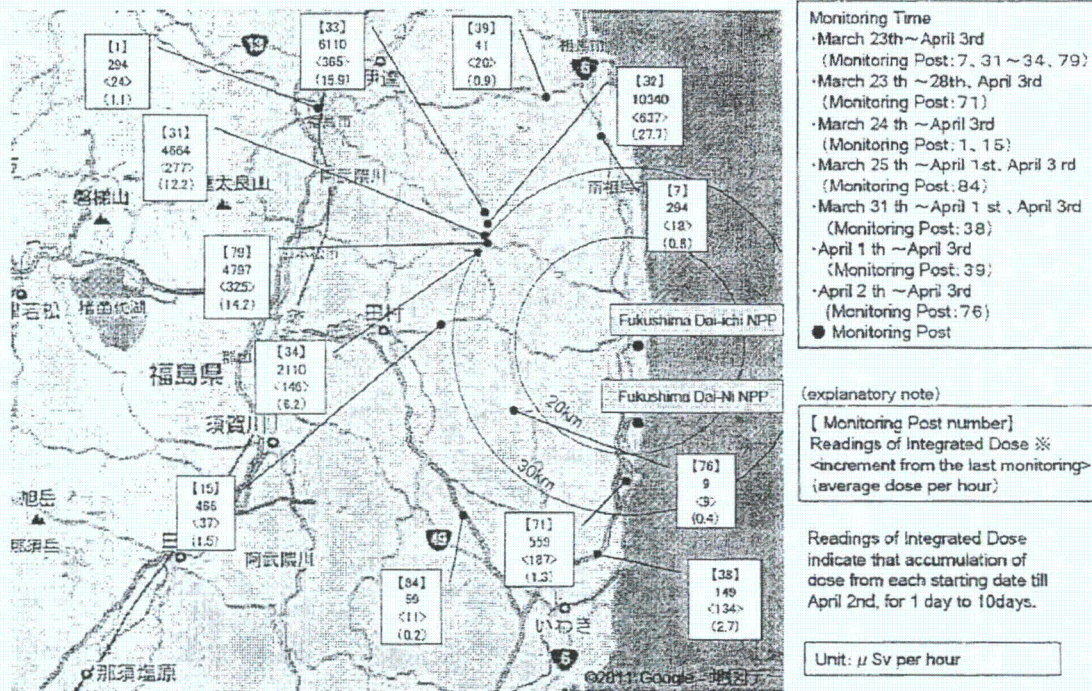 [1]
294
<24>
(1.1)
[33]
6110
<365>
(15.9)
[39]
41
<20>
(0.9)
[32]
10340
<637>
(27.7)
[31]
4664
<277>
(12.2)
阿武隈川
磐梯山
[7]
294
<18>
(0.8)
[79]
4797
<325>
(14.2)
田村
Fukushima Dai-ichi NPP
[34]
2110
<146>
(6.2)
福島県
Fukushima Dai-Ni NPP
須賀川
20km
30km
[76]
9
<9>
(0.4)
[15]
466
<37>
(1.5)
旭岳
那須岳
阿武隈川
49
[71]
559
<187>
(1.3)
[84]
59
<11>
(0.2)
[38]
149
<134>
(2.7)
いわき
6
那須塩原
©2011 Google
Monitoring Time
・March 23th～April 3rd
(Monitoring Post: 7, 31～34, 79)
・March 23 th ～28th, April 3rd
(Monitoring Post: 71)
・March 24 th ～April 3rd
(Monitoring Post: 1, 15)
・March 25 th ～April 1st, April 3 rd
(Monitoring Post: 84)
・March 31 th ～April 1 st , April 3rd
(Monitoring Post: 38)
・April 1 th ～April 3rd
(Monitoring Post: 39)
・April 2 th ～April 3rd
(Monitoring Post: 76)
● Monitoring Post
(explanatory note)
[ Monitoring Post number]
Readings of Integrated Dose ※
<increment from the last monitoring>
(average dose per hour)
Readings of Integrated Dose
indicate that accumulation of
dose from each starting date till
April 2nd, for 1 day to 10days.
Unit: μ Sv per hour